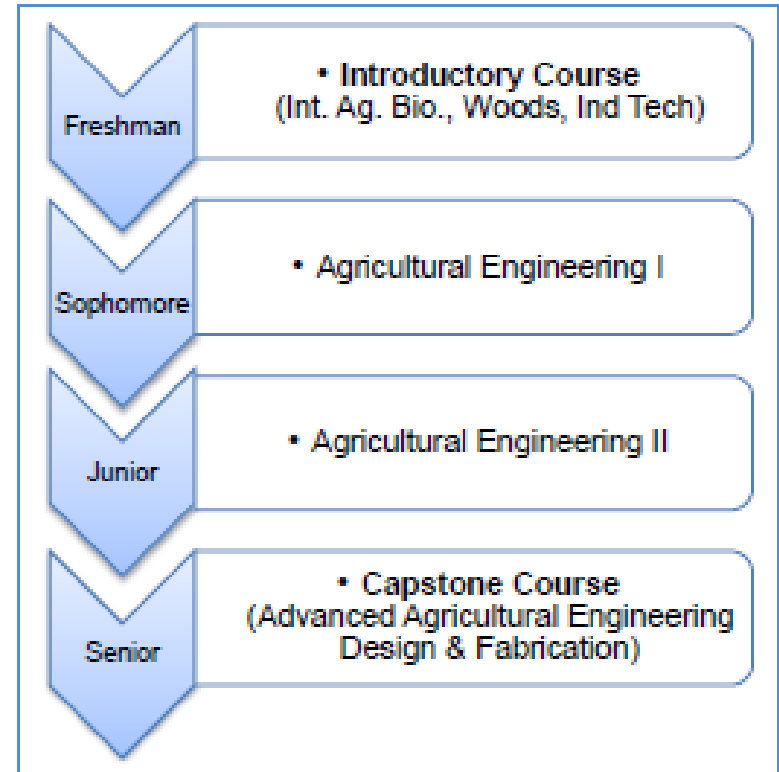 Freshman
• Introductory Course
(Int. Ag. Bio., Woods, Ind Tech)
Sophomore
• Agricultural Engineering I
Junior
• Agricultural Engineering II
Senior
• Capstone Course
(Advanced Agricultural Engineering
Design & Fabrication)